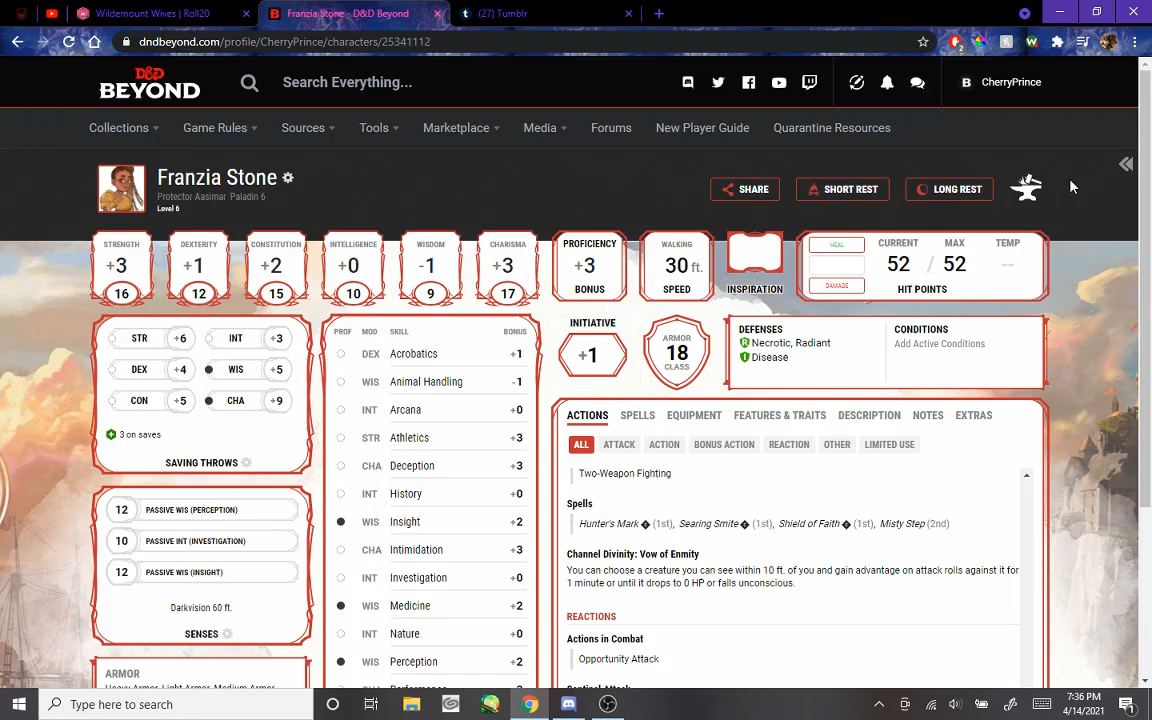 Wildemount Wives | Roll20
Franzia Stone - D&D Beyond
(27) Tumblr
dndbeyond.com/profile/CherryPrince/characters/25341112
D&D
BEYOND
Search Everything...
CherryPrince
Collections
Game Rules
Sources
Tools
Marketplace
Media
Forums
New Player Guide
Quarantine Resources
Franzia Stone
Protector Aasimar Paladin 6
Level 6
SHARE
SHORT REST
LONG REST
STRENGTH
+3
16
DEXTERITY
+1
12
CONSTITUTION
+2
15
INTELLIGENCE
+0
10
WISDOM
-1
9
CHARISMA
+3
17
PROFICIENCY
+3
BONUS
WALKING
30 ft.
SPEED
INSPIRATION
HEAL
DAMAGE
CURRENT
52
/
MAX
52
TEMP
--
HIT POINTS
STR +6
INT +3
DEX +4
WIS +5
CON +5
CHA +9
3 on saves
SAVING THROWS
12 PASSIVE WIS (PERCEPTION)
10 PASSIVE INT (INVESTIGATION)
12 PASSIVE WIS (INSIGHT)
Darkvision 60 ft.
SENSES
ARMOR
Heavy Armor, Light Armor, Medium Armor,
PROF MOD SKILL BONUS
DEX Acrobatics +1
WIS Animal Handling -1
INT Arcana +0
STR Athletics +3
CHA Deception +3
INT History +0
WIS Insight +2
CHA Intimidation +3
INT Investigation +0
WIS Medicine +2
INT Nature +0
WIS Perception +2
CHA Performance +3
INITIATIVE
+1
ARMOR
18
CLASS
DEFENSES
Necrotic, Radiant
Disease
CONDITIONS
Add Active Conditions
ACTIONS
SPELLS
EQUIPMENT
FEATURES & TRAITS
DESCRIPTION
NOTES
EXTRAS
ALL
ATTACK
ACTION
BONUS ACTION
REACTION
OTHER
LIMITED USE
Two-Weapon Fighting
Spells
Hunter's Mark (1st), Searing Smite (1st), Shield of Faith (1st), Misty Step (2nd)
Channel Divinity: Vow of Enmity
You can choose a creature you can see within 10 ft. of you and gain advantage on attack rolls against it for
1 minute or until it drops to 0 HP or falls unconscious.
REACTIONS
Actions in Combat
Opportunity Attack
Sentinel Attack
Type here to search
7:36 PM
4/14/2021